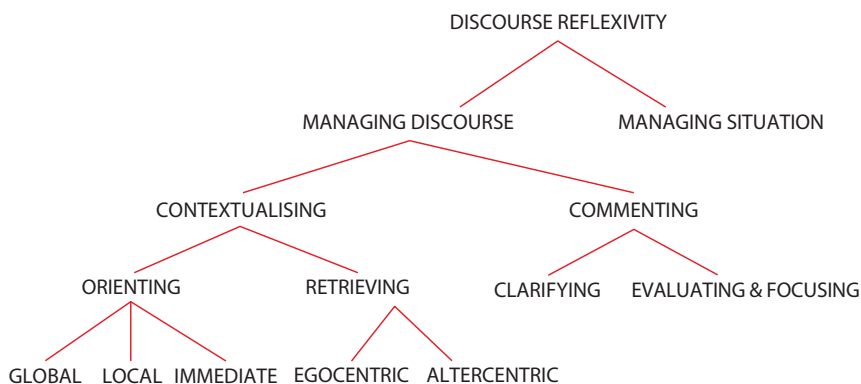 DISCOURSE REFLEXIVITY
MANAGING DISCOURSE MANAGING SITUATION
CONTEXTUALISING COMMENTING
ORIENTING RETRIEVING CLARIFYING EVALUATING & FOCUSING
GLOBAL LOCAL IMMEDIATE EGOCENTRIC ALTERCENTRIC